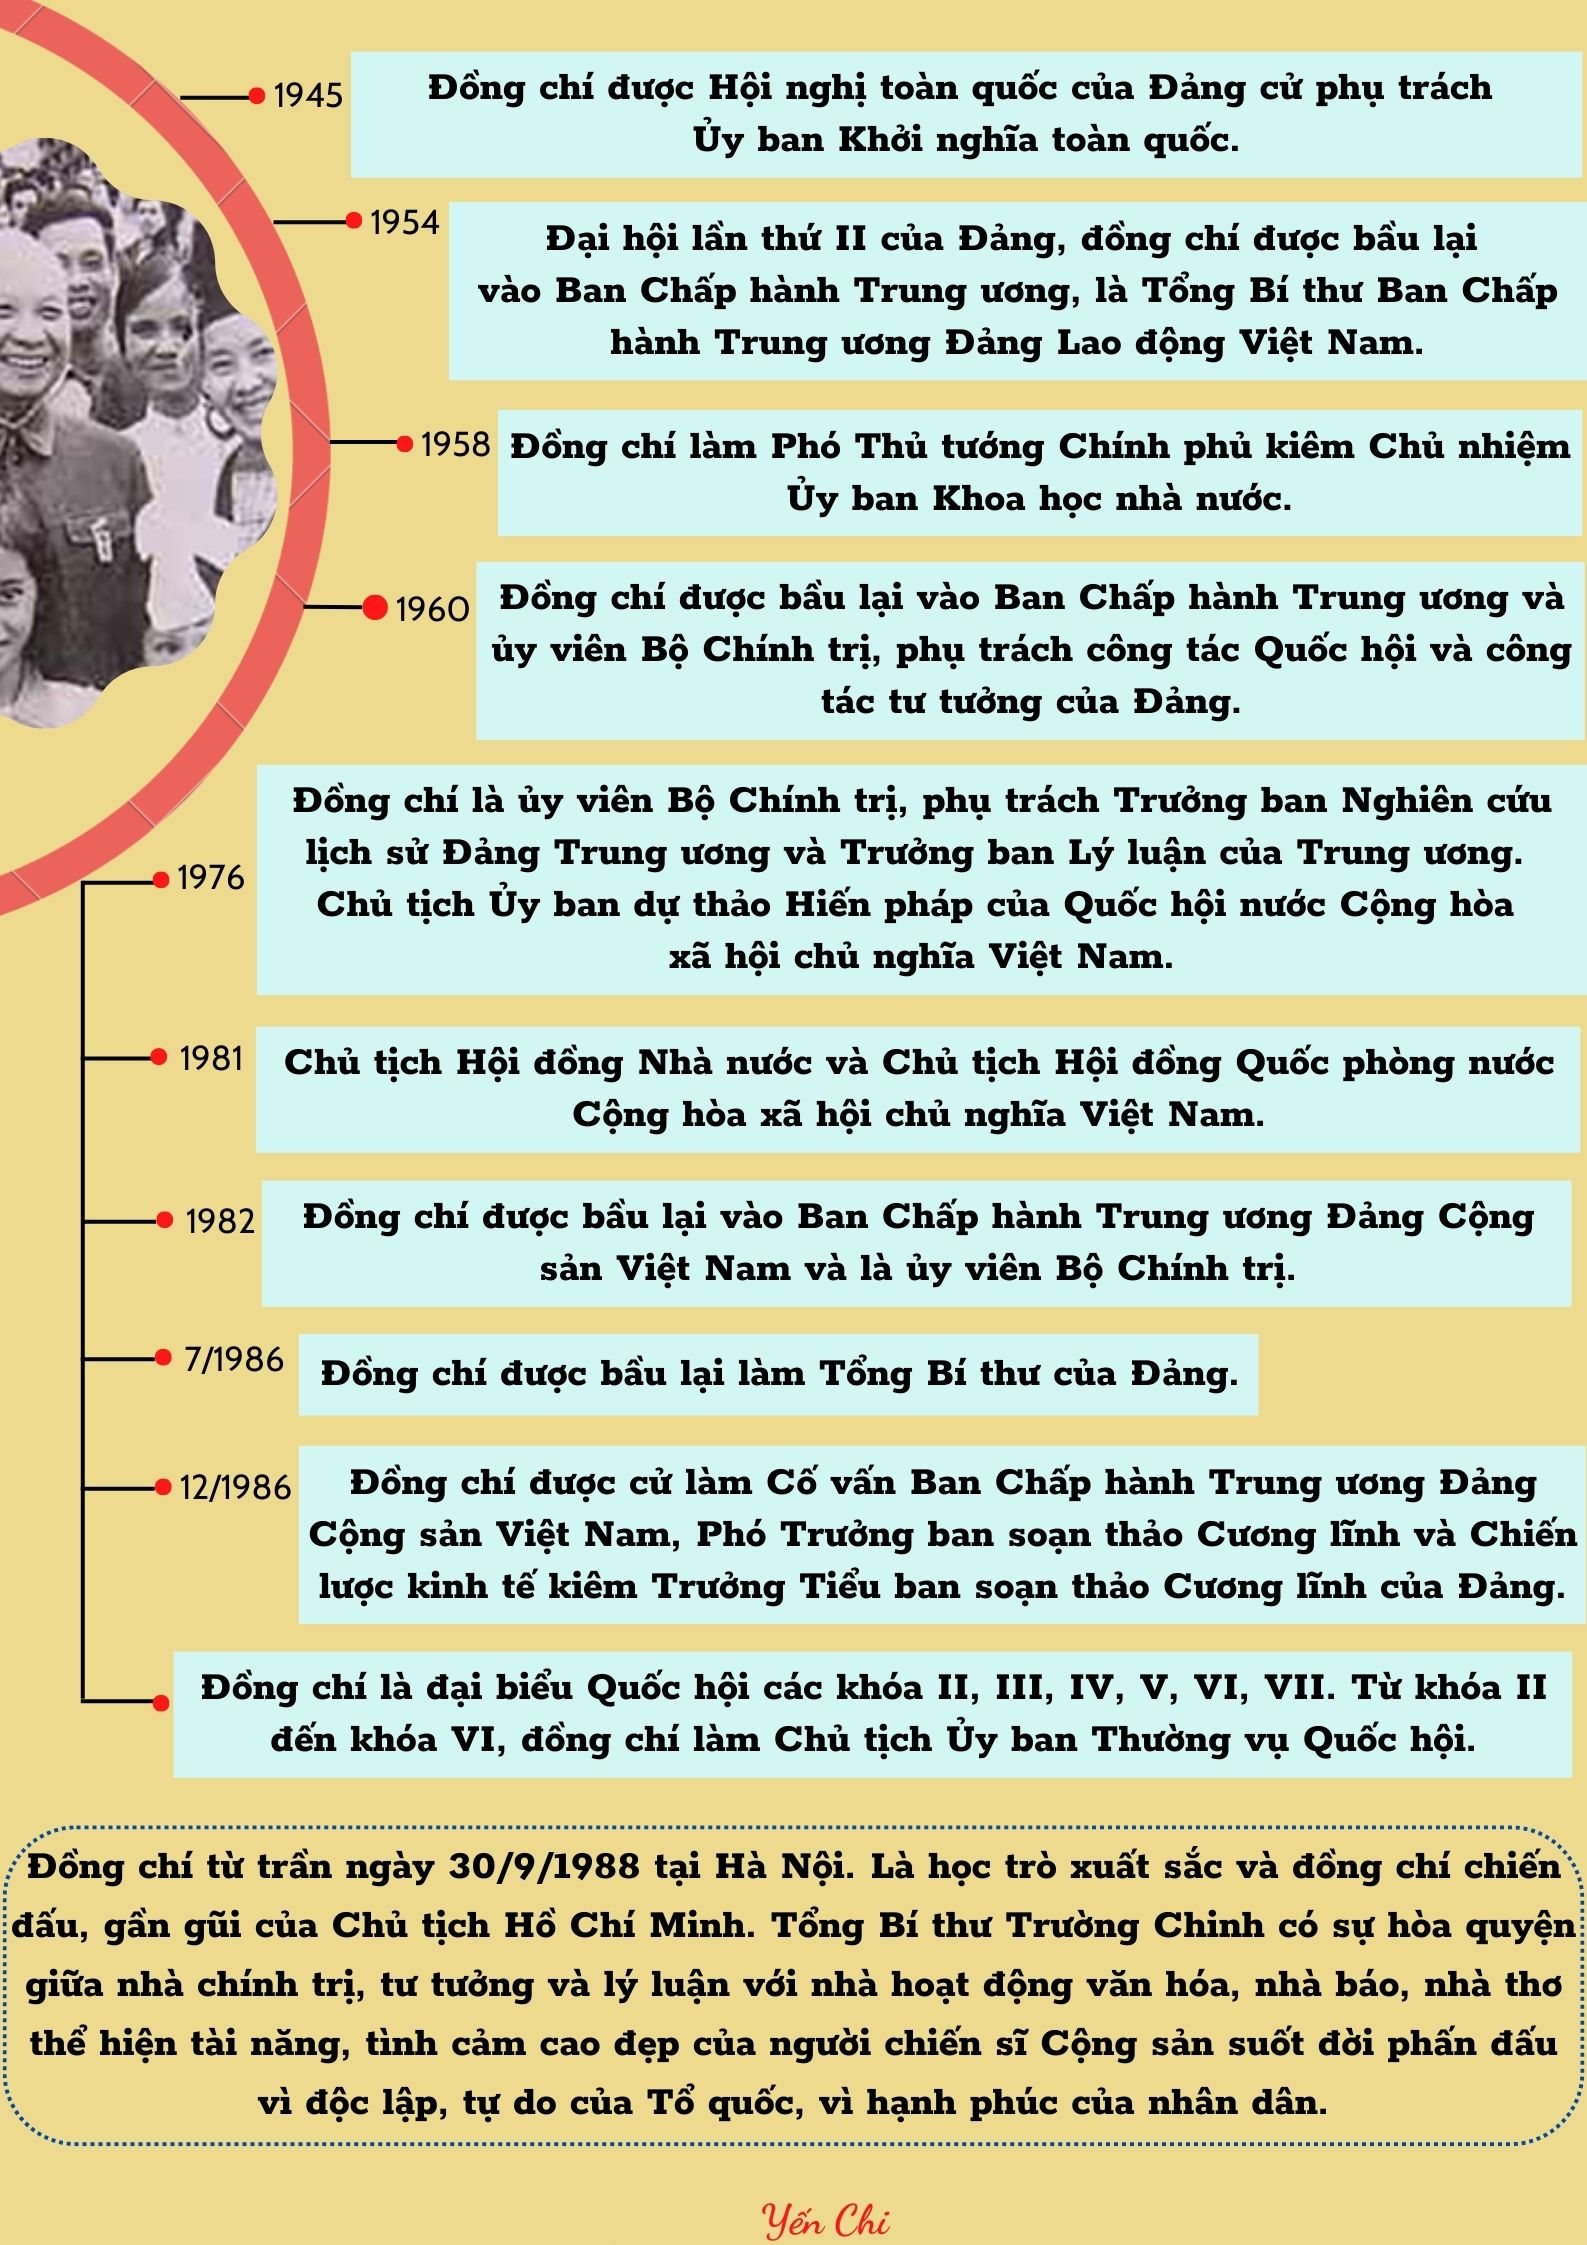 1945
Đồng chí được Hội nghị toàn quốc của Đảng cử phụ trách
Ủy ban Khởi nghĩa toàn quốc.
1954
Đại hội lần thứ II của Đảng, đồng chí được bầu lại
vào Ban Chấp hành Trung ương, là Tổng Bí thư Ban Chấp
hành Trung ương Đảng Lao động Việt Nam.
1958
Đồng chí làm Phó Thủ tướng Chính phủ kiêm Chủ nhiệm
Ủy ban Khoa học nhà nước.
1960
Đồng chí được bầu lại vào Ban Chấp hành Trung ương và
ủy viên Bộ Chính trị, phụ trách công tác Quốc hội và công
tác tư tưởng của Đảng.
1976
Đồng chí là ủy viên Bộ Chính trị, phụ trách Trưởng ban Nghiên cứu
lịch sử Đảng Trung ương và Trưởng ban Lý luận của Trung ương.
Chủ tịch Ủy ban dự thảo Hiến pháp của Quốc hội nước Cộng hòa
xã hội chủ nghĩa Việt Nam.
1981
Chủ tịch Hội đồng Nhà nước và Chủ tịch Hội đồng Quốc phòng nước
Cộng hòa xã hội chủ nghĩa Việt Nam.
1982
Đồng chí được bầu lại vào Ban Chấp hành Trung ương Đảng Cộng
sản Việt Nam và là ủy viên Bộ Chính trị.
7/1986
Đồng chí được bầu lại làm Tổng Bí thư của Đảng.
12/1986
Đồng chí được cử làm Cố vấn Ban Chấp hành Trung ương Đảng
Cộng sản Việt Nam, Phó Trưởng ban soạn thảo Cương lĩnh và Chiến
lược kinh tế kiêm Trưởng Tiểu ban soạn thảo Cương lĩnh của Đảng.
Đồng chí là đại biểu Quốc hội các khóa II, III, IV, V, VI, VII. Từ khóa II
đến khóa VI, đồng chí làm Chủ tịch Ủy ban Thường vụ Quốc hội.
Đồng chí từ trần ngày 30/9/1988 tại Hà Nội. Là học trò xuất sắc và đồng chí chiến
đấu, gần gũi của Chủ tịch Hồ Chí Minh. Tổng Bí thư Trường Chinh có sự hòa quyện
giữa nhà chính trị, tư tưởng và lý luận với nhà hoạt động văn hóa, nhà báo, nhà thơ
thể hiện tài năng, tình cảm cao đẹp của người chiến sĩ Cộng sản suốt đời phấn đấu
vì độc lập, tự do của Tổ quốc, vì hạnh phúc của nhân dân.
Yến Chi